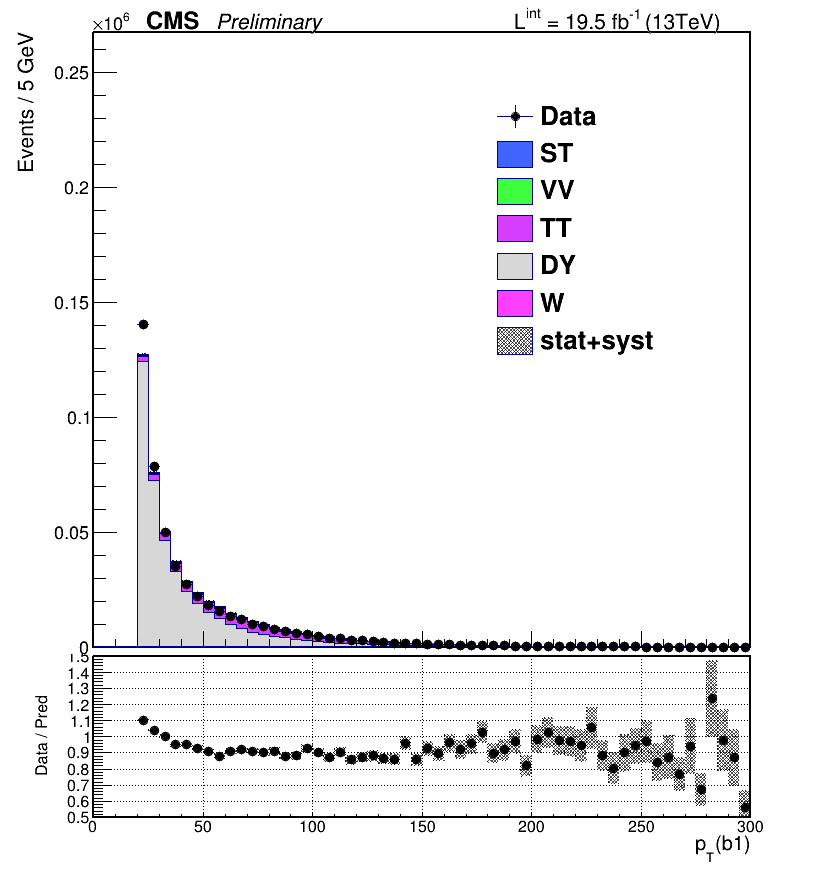 ×10⁶ CMS Preliminary L^int = 19.5 fb⁻¹ (13TeV)
Events / 5 GeV
0.25
0.2
0.15
0.1
0.05
0
Data
ST
VV
TT
DY
W
stat+syst
Data / Pred
1.5
1.4
1.3
1.2
1.1
1
0.9
0.8
0.7
0.6
0.5
0 50 100 150 200 250 300
p_T(b1)